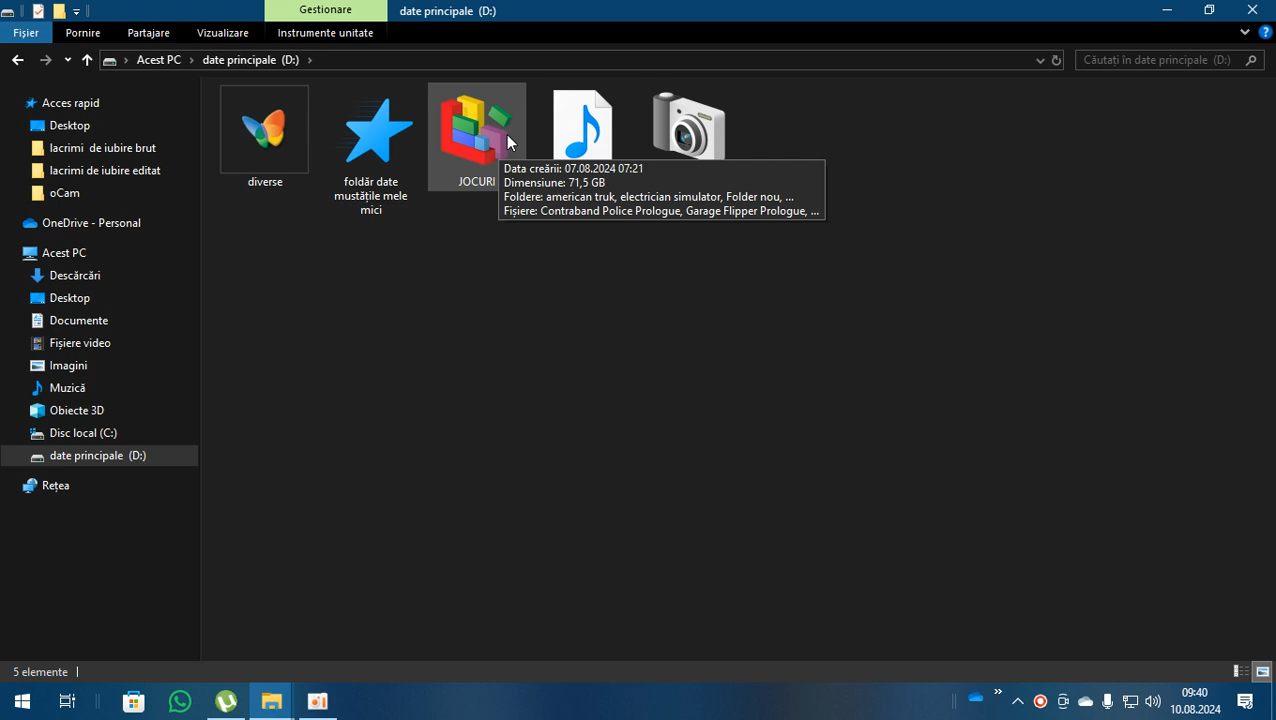 Gestionare
date principale (D:)
Fișier
Pornire
Partajare
Vizualizare
Instrumente unitate
Acest PC
date principale (D:)
Căutați în date principale (D:)
Acces rapid
Desktop
lacrimi de iubire brut
lacrimi de iubire editat
oCam
OneDrive - Personal
Acest PC
Descărcări
Desktop
Documente
Fișiere video
Imagini
Muzică
Obiecte 3D
Disc local (C:)
date principale (D:)
Rețea
diverse
foldăr date
mustățile mele
mici
JOCURI
Data creării: 07.08.2024 07:21
Dimensiune: 71,5 GB
Foldere: american truk, electrician simulator, Folder nou, ...
Fișiere: Contraband Police Prologue, Garage Flipper Prologue, ...
5 elemente
09:40
10.08.2024